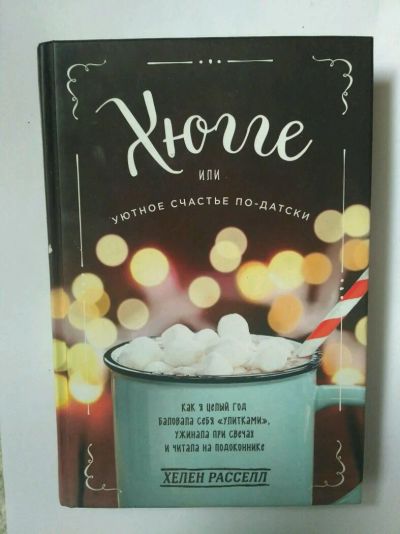 Хюгге
или
уютное счастье по-датски
Как я целый год
баловала себя «улитками»,
ужинала при свечах
и читала на подоконнике
Хелен Расселл